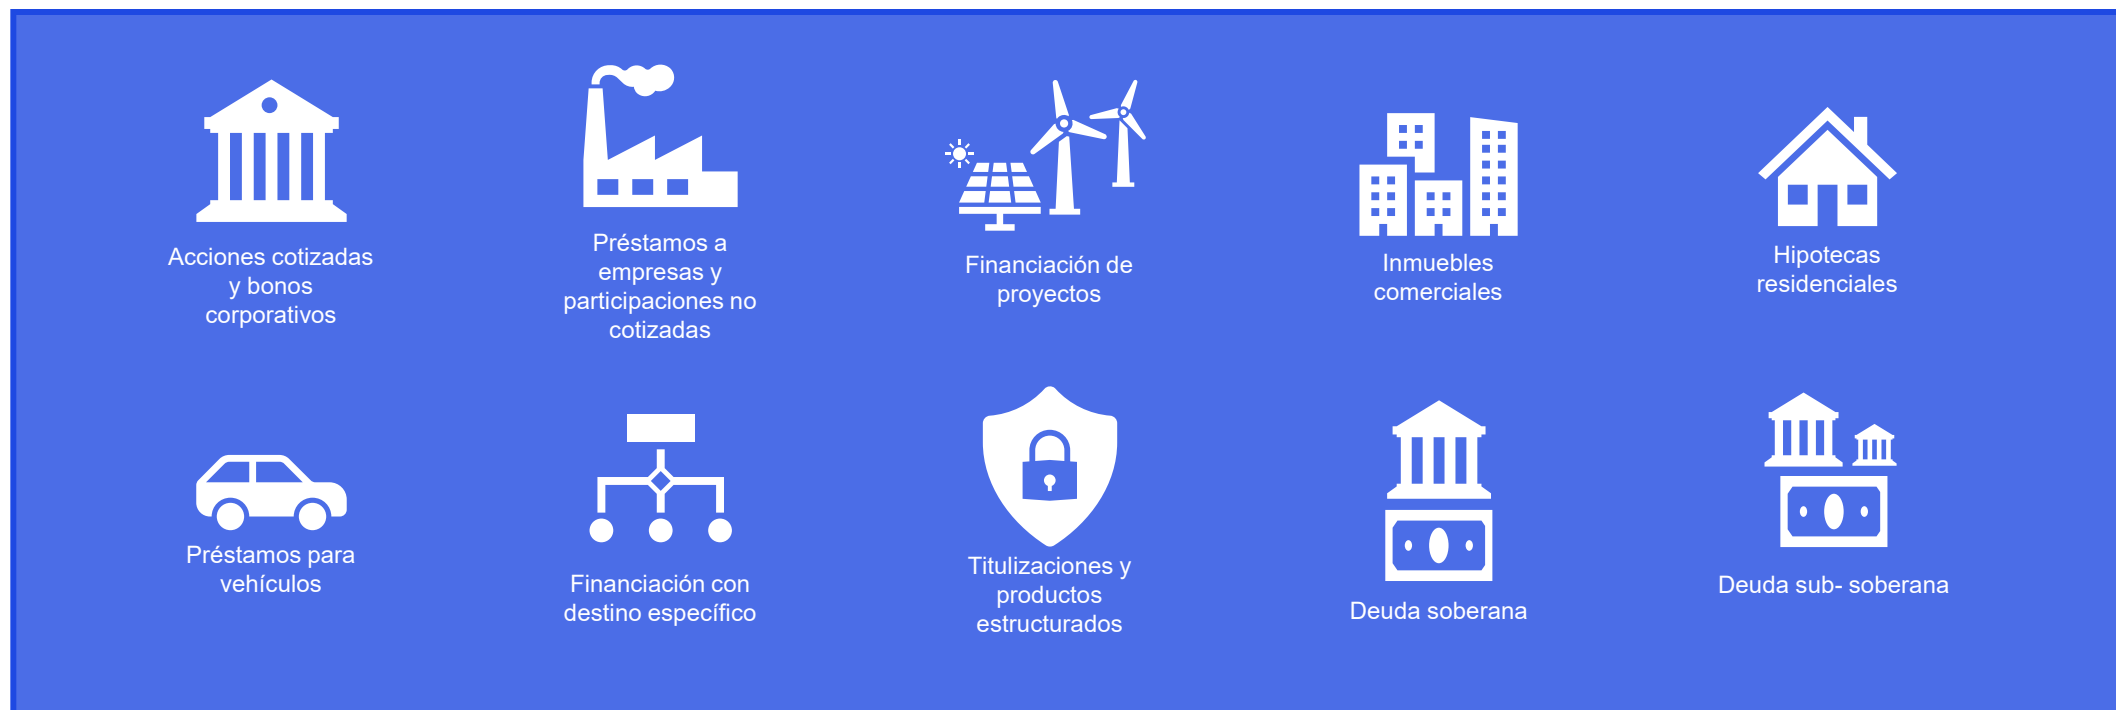 Acciones cotizadas
y bonos
corporativos
Préstamos a
empresas y
participaciones no
cotizadas
Financiación de
proyectos
Inmuebles
comerciales
Hipotecas
residenciales
Préstamos para
vehículos
Financiación con
destino específico
Titulizaciones y
productos
estructurados
Deuda soberana
Deuda sub- soberana